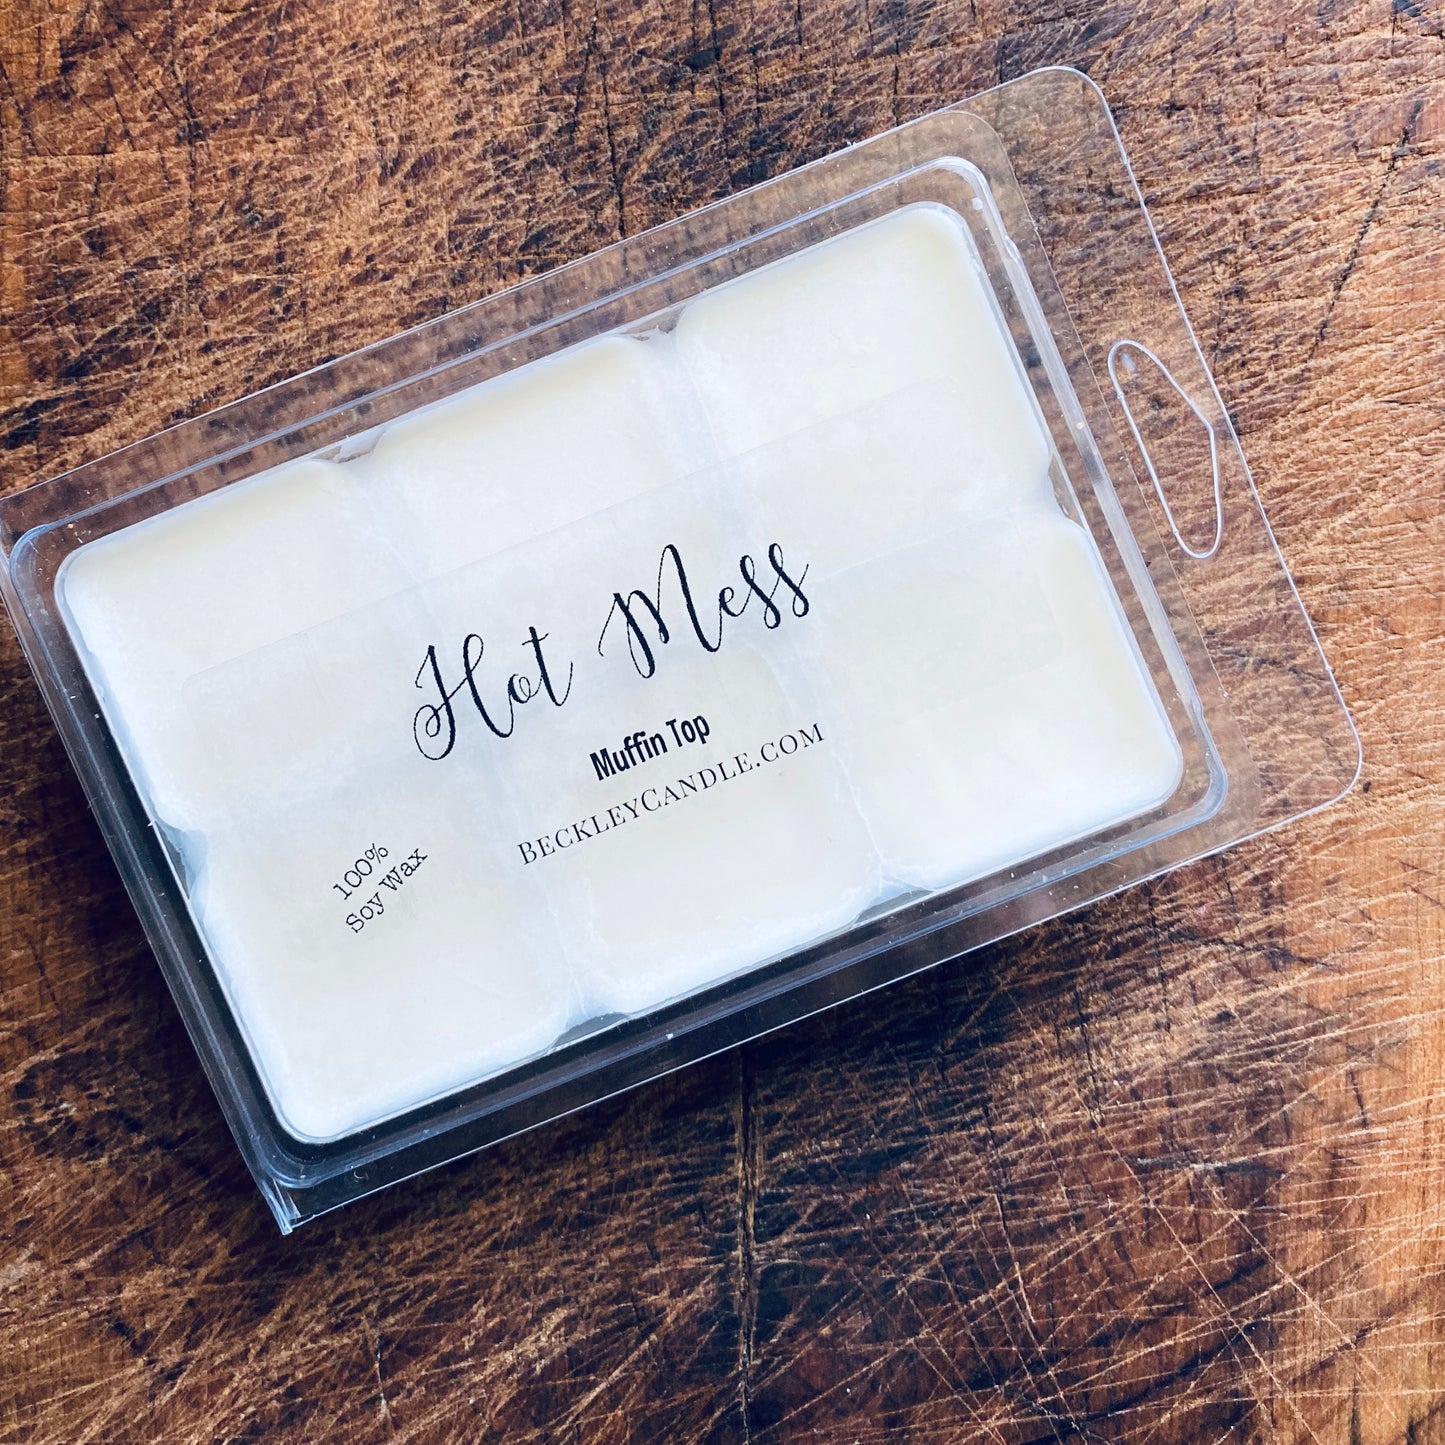 Hot Mess
Muffin Top
BeckleyCandle.com
100%
Soy Wax